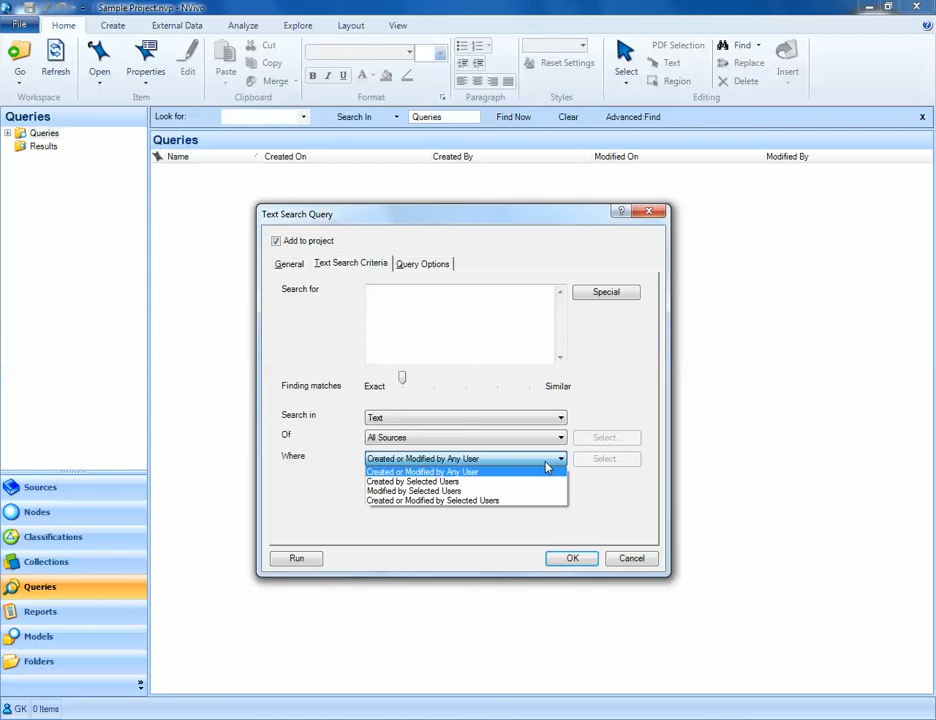 Sample Project.nvp - NVivo
File Home Create External Data Analyze Explore Layout View
Go Refresh Open Properties Edit Paste Cut Copy Merge B I U A Reset Settings Select PDF Selection Text Region Find Replace Delete Insert
Workspace Item Clipboard Format Paragraph Styles Editing
Queries Look for: Search In Queries Find Now Clear Advanced Find x
Queries
Results
Queries
Name Created On Created By Modified On Modified By
Text Search Query
Add to project
General Text Search Criteria Query Options
Search for Special
Finding matches Exact Similar
Search in Text
Of All Sources Select...
Where Created or Modified by Any User Select...
Created or Modified by Any User
Created by Selected Users
Modified by Selected Users
Created or Modified by Selected Users
Run OK Cancel
Sources
Nodes
Classifications
Collections
Queries
Reports
Models
Folders
GK 0 Items